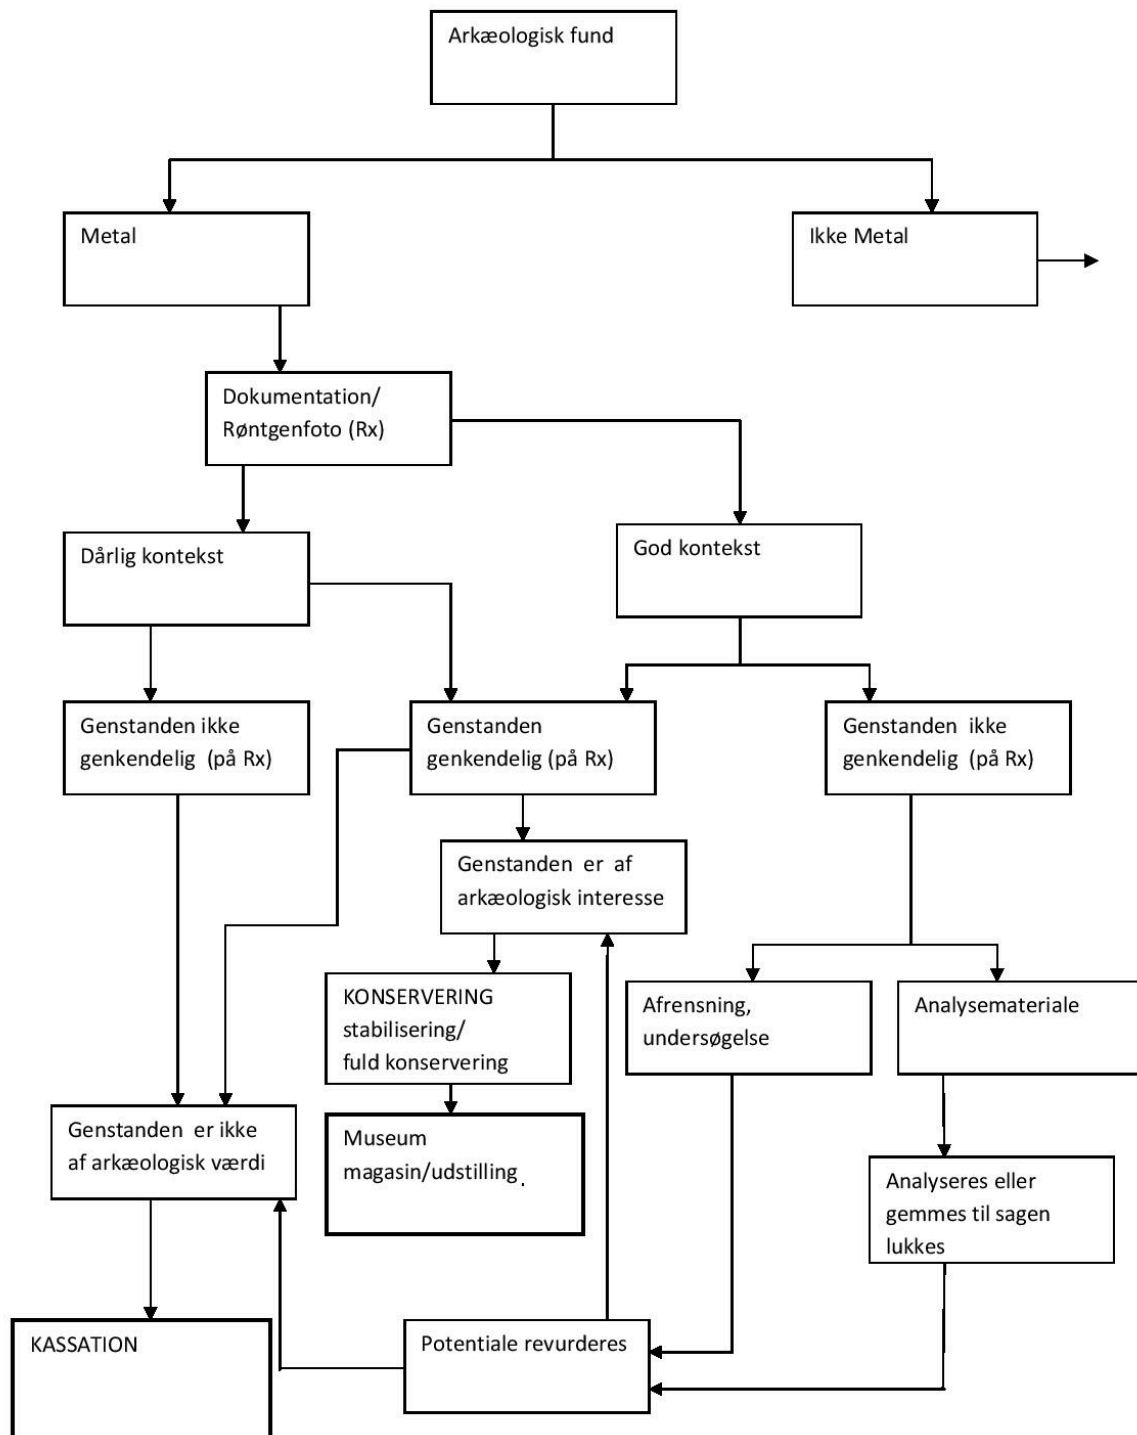 Arkæologisk fund
Metal
Ikke Metal
Dokumentation/
Røntgenfoto (Rx)
Dårlig kontekst
God kontekst
Genstanden ikke
genkendelig (på Rx)
Genstanden
genkendelig (på Rx)
Genstanden ikke
genkendelig (på Rx)
Genstanden er af
arkæologisk interesse
KONSERVERING
stabilisering/
fuld konservering
Afrensning,
undersøgelse
Analysemateriale
Genstanden er ikke
af arkæologisk værdi
Museum
magasin/udstilling .
Analyseres eller
gemmes til sagen
lukkes
KASSATION
Potentiale revurderes